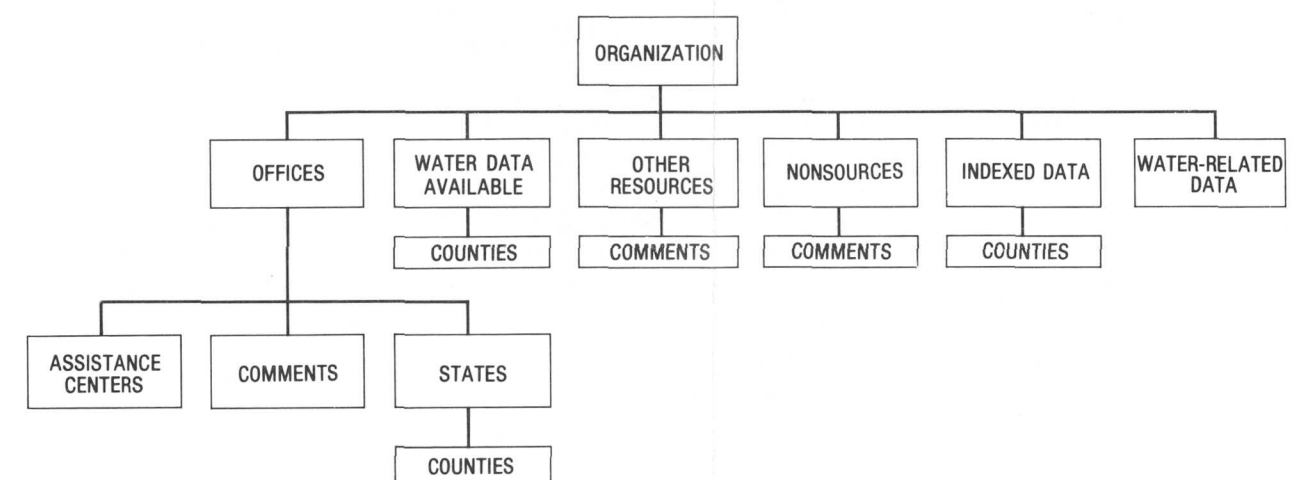 ORGANIZATION
OFFICES
WATER DATA
AVAILABLE
OTHER
RESOURCES
NONSOURCES
INDEXED DATA
WATER-RELATED
DATA
COUNTIES
COMMENTS
COMMENTS
COUNTIES
ASSISTANCE
CENTERS
COMMENTS
STATES
COUNTIES